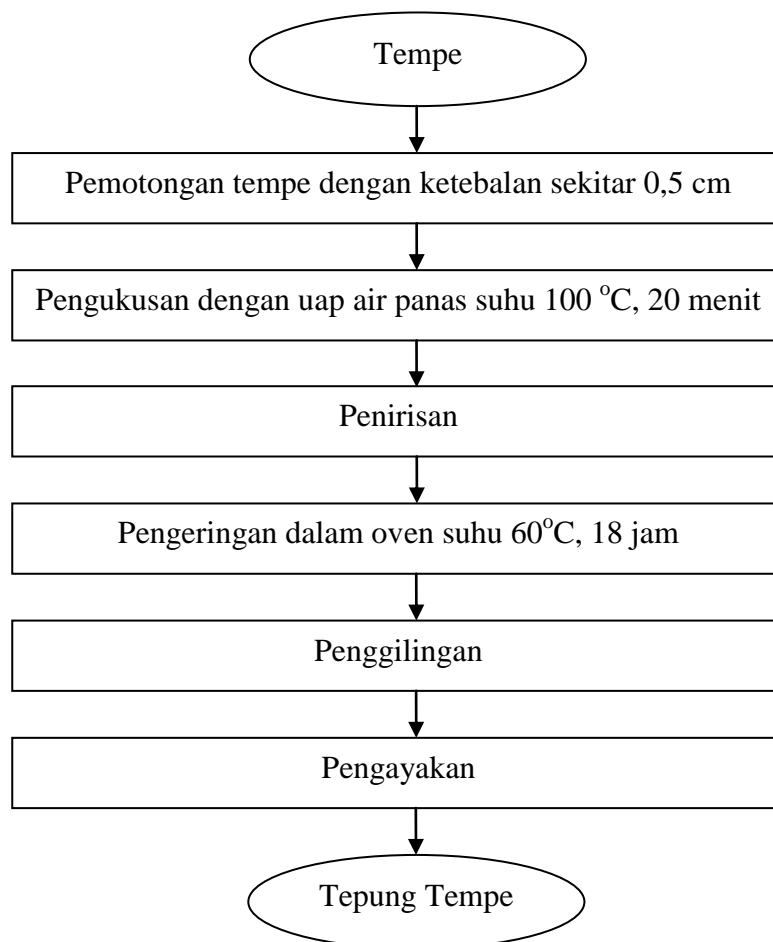 Tempe
Pemotongan tempe dengan ketebalan sekitar 0,5 cm
Pengukusan dengan uap air panas suhu 100 °C, 20 menit
Penirisan
Pengeringan dalam oven suhu 60°C, 18 jam
Penggilingan
Pengayakan
Tepung Tempe